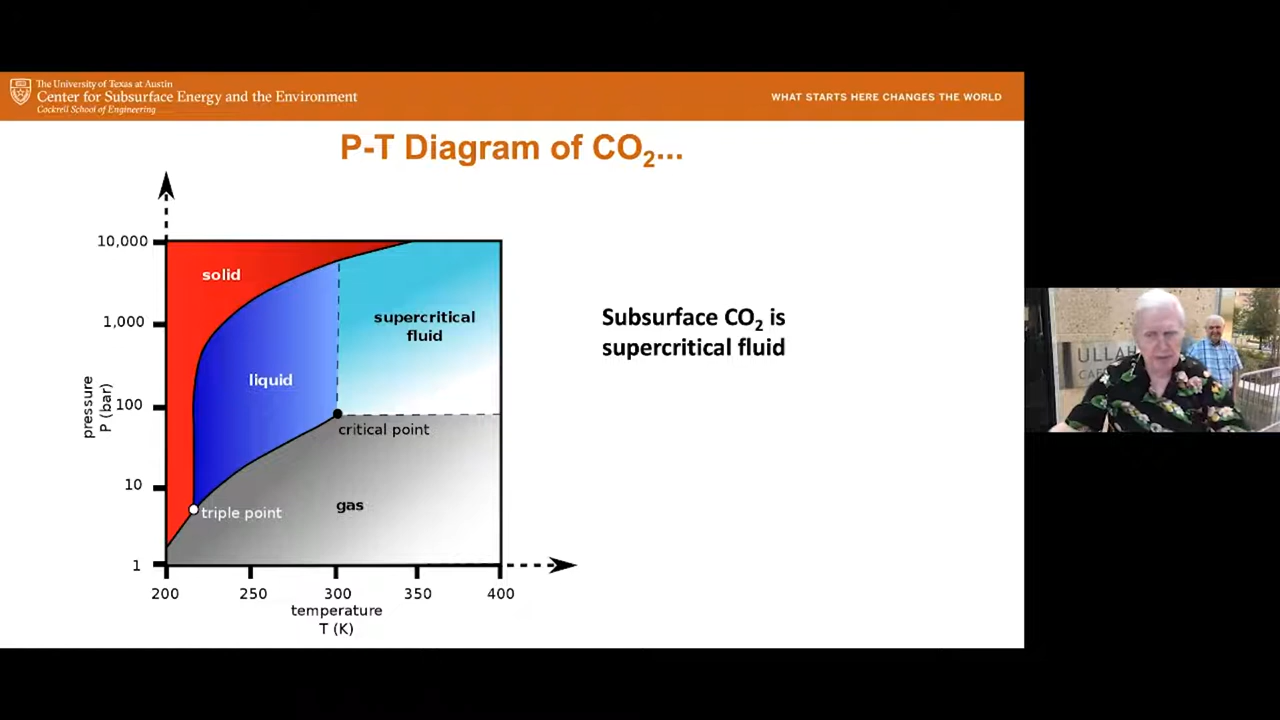 The University of Texas at Austin
Center for Subsurface Energy and the Environment
Cockrell School of Engineering
WHAT STARTS HERE CHANGES THE WORLD
P-T Diagram of CO₂...
10,000
1,000
100
10
1
pressure
P (bar)
solid
liquid
supercritical
fluid
critical point
gas
triple point
200
250
300
350
400
temperature
T (K)
Subsurface CO₂ is
supercritical fluid
ULLA